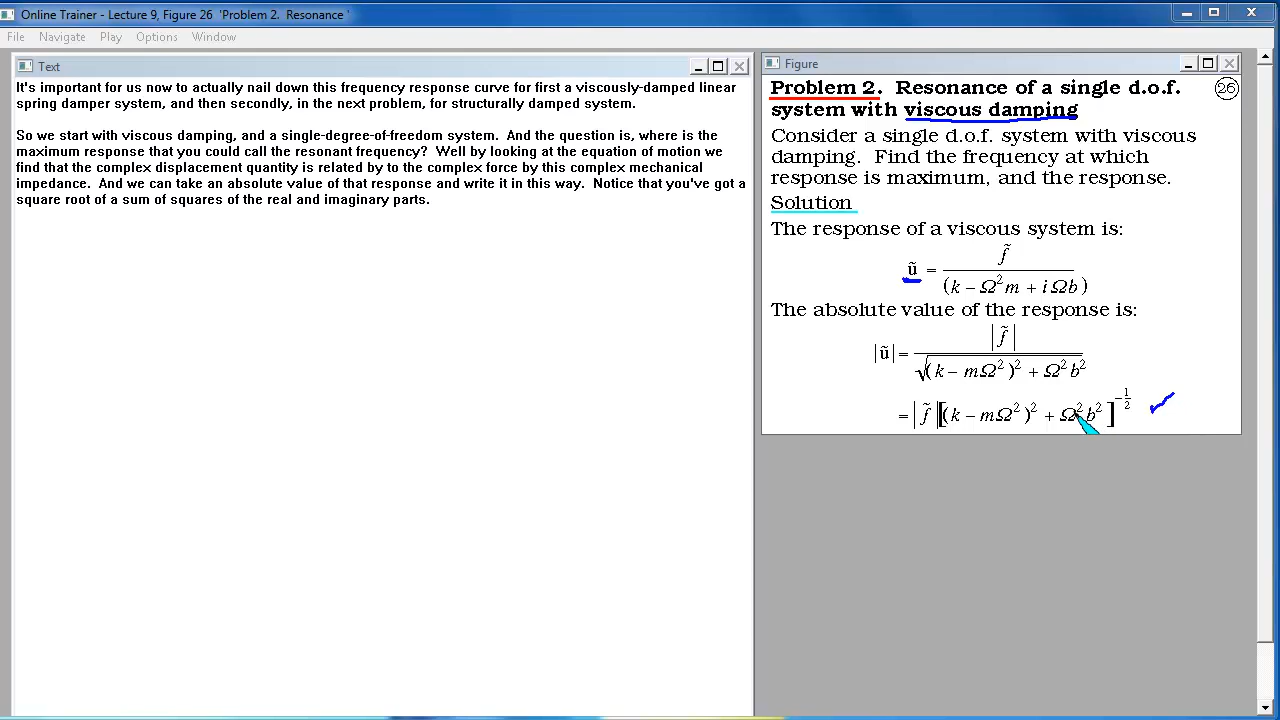 Online Trainer - Lecture 9, Figure 26 'Problem 2. Resonance '
File Navigate Play Options Window
Text
It's important for us now to actually nail down this frequency response curve for first a viscously-damped linear
spring damper system, and then secondly, in the next problem, for structurally damped system.
So we start with viscous damping, and a single-degree-of-freedom system. And the question is, where is the
maximum response that you could call the resonant frequency? Well by looking at the equation of motion we
find that the complex displacement quantity is related by to the complex force by this complex mechanical
impedance. And we can take an absolute value of that response and write it in this way. Notice that you've got a
square root of a sum of squares of the real and imaginary parts.
Figure
Problem 2. Resonance of a single d.o.f.
26
system with viscous damping
Consider a single d.o.f. system with viscous
damping. Find the frequency at which
response is maximum, and the response.
Solution
The response of a viscous system is:
ũ = f̃ / (k − Ω²m + iΩb)
The absolute value of the response is:
|ũ| = |f̃| / √(k − mΩ²)² + Ω²b²
= |f̃|[(k − mΩ²)² + Ω²b²]^−1/2